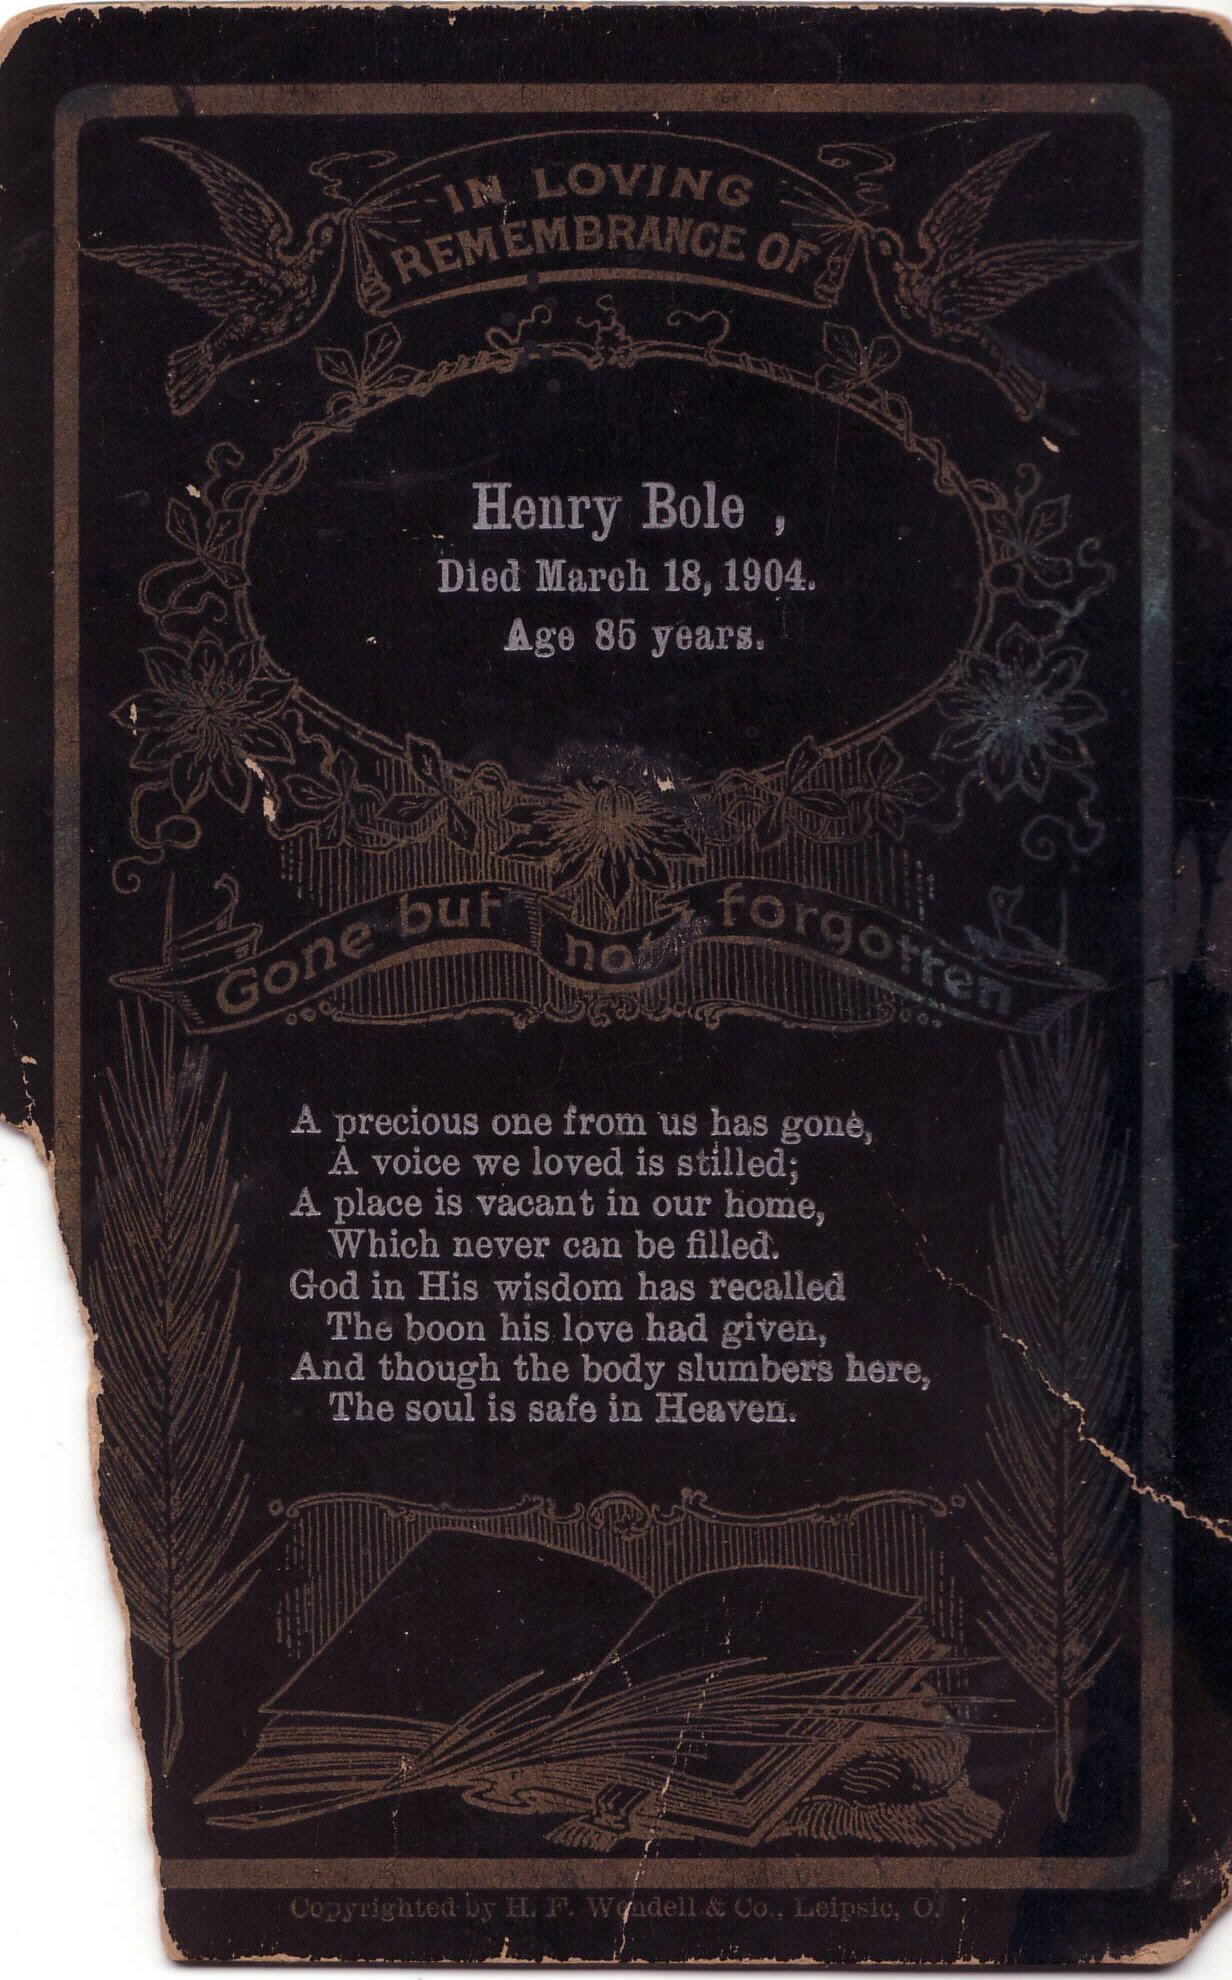 IN LOVING
REMEMBRANCE OF
Henry Bole ,
Died March 18, 1904.
Age 85 years.
Gone but not forgotten
A precious one from us has gone,
A voice we loved is stilled;
A place is vacant in our home,
Which never can be filled.
God in His wisdom has recalled
The boon his love had given,
And though the body slumbers here,
The soul is safe in Heaven.
Copyrighted by H. F. Wendell & Co., Leipsic, O.